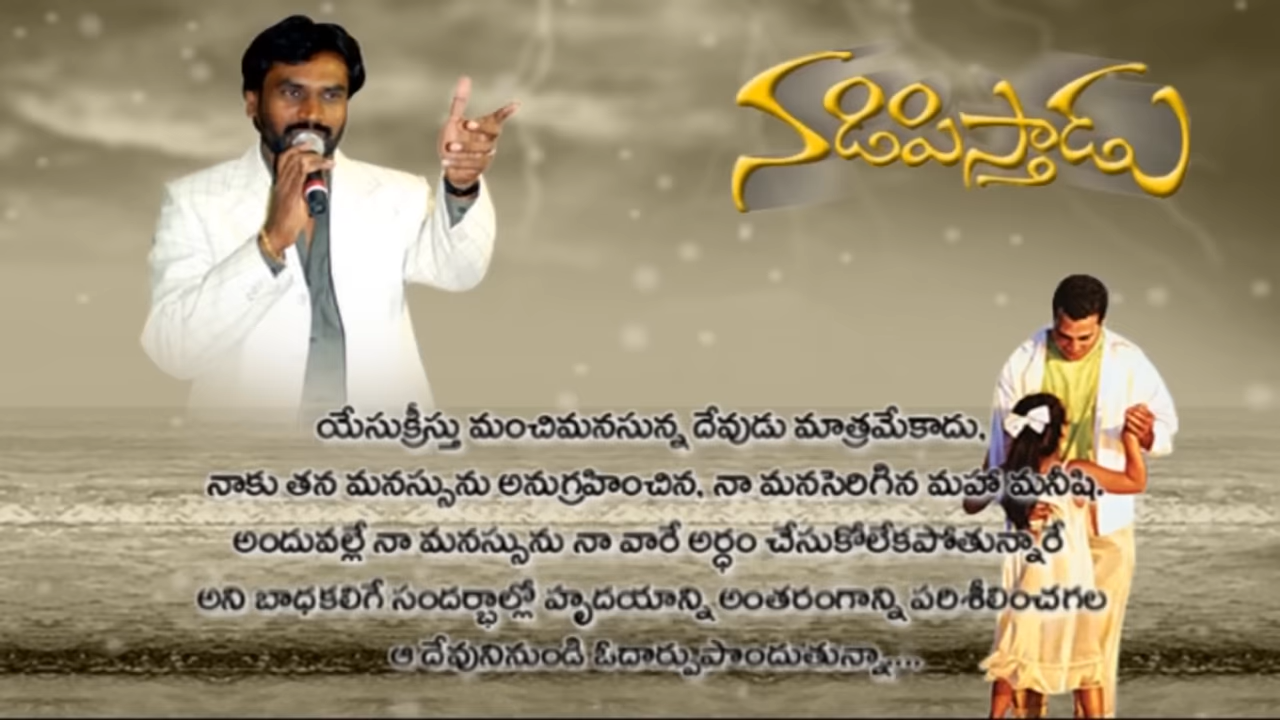 నడిపిస్తాడు
యేసుక్రీస్తు మంచిమనసున్న దేవుడు మాత్రమేకాదు,
నాకు తన మనస్సును అనుగ్రహించిన, నా మనసెరిగిన మహా మనీషి.
అందువల్లే నా మనస్సును నా వారే అర్ధం చేసుకోలేకపోతున్నారే
అని బాధకలిగే సందర్భాల్లో హృదయాన్ని అంతరంగాన్ని పరిశీలించగల
ఆ దేవునినుండి ఓదార్పుపొందుతున్నా....